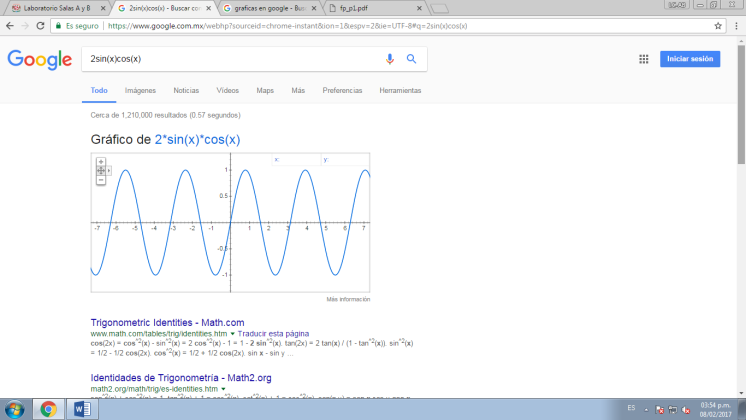 Laboratorio Salas A y B
2sin(x)cos(x) - Buscar con
graficas en google - Bus
fp_p1.pdf
Es seguro | https://www.google.com.mx/webhp?sourceid=chrome-instant&ion=1&espv=2&ie=UTF-8#q=2sin(x)cos(x)
Google
2sin(x)cos(x)
Iniciar sesión
Todo Imágenes Noticias Vídeos Maps Más Preferencias Herramientas
Cerca de 1,210,000 resultados (0.57 segundos)
Gráfico de 2*sin(x)*cos(x)
x: y:
1
0.5
-7 -6 -5 -4 -3 -2 -1 1 2 3 4 5 6 7
-0.5
-1
Más información
Trigonometric Identities - Math.com
www.math.com/tables/trig/identities.htm ▾ Traducir esta página
cos(2x) = cos^2(x) - sin^2(x) = 2 cos^2(x) - 1 = 1 - 2 sin^2(x). tan(2x) = 2 tan(x) / (1 - tan^2(x)). sin^2(x)
= 1/2 - 1/2 cos(2x). cos^2(x) = 1/2 + 1/2 cos(2x). sin x - sin y ...
Identidades de Trigonometría - Math2.org
math2.org/math/trig/es-identities.htm ▾
ES
03:54 p.m.
08/02/2017